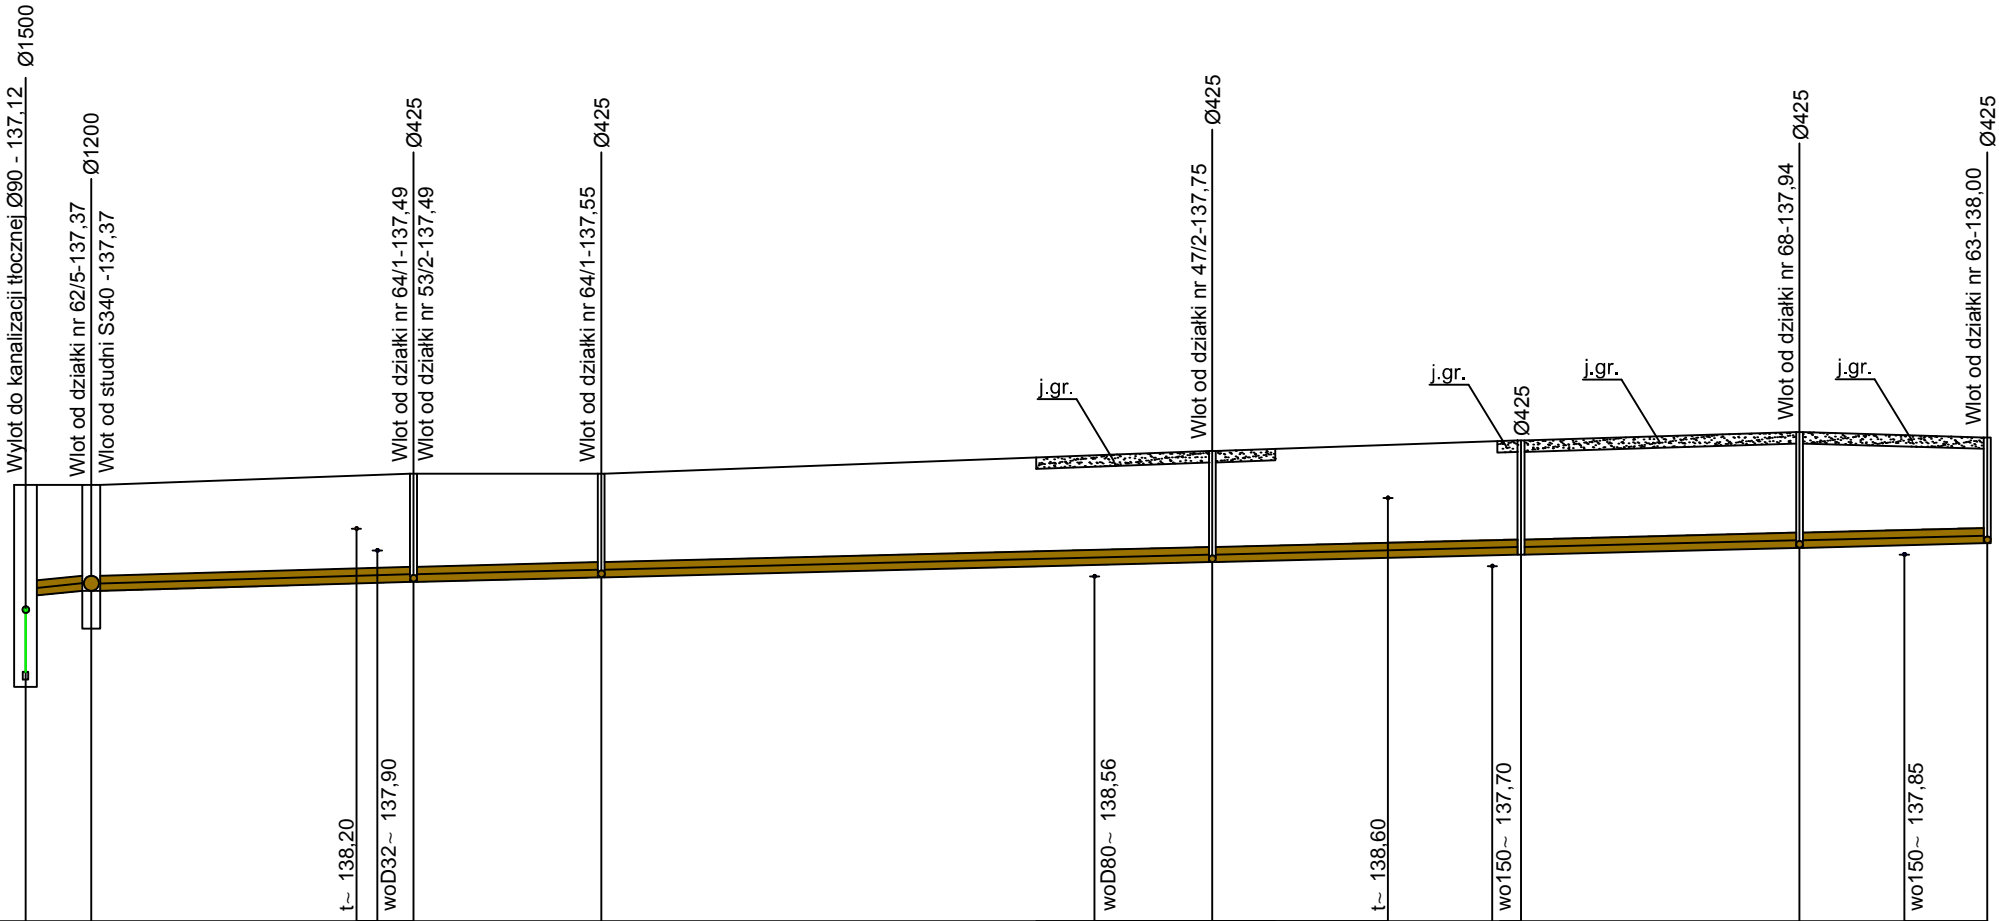 Wylot do kanalizacji tłocznej Ø90 - 137,12
Ø1500
Wlot od działki nr 62/5-137,37
Ø1200
Wlot od studni S340 -137,37
Wlot od działki nr 64/1-137,49
Ø425
Wlot od działki nr 53/2-137,49
Wlot od działki nr 64/1-137,55
Ø425
j.gr.
Wlot od działki nr 47/2-137,75
Ø425
j.gr.
Ø425
j.gr.
Wlot od działki nr 68-137,94
Ø425
j.gr.
Wlot od działki nr 63-138,00
Ø425
t~ 138,20
woD32~ 137,90
woD80~ 138,56
t~ 138,60
wo150~ 137,70
wo150~ 137,85